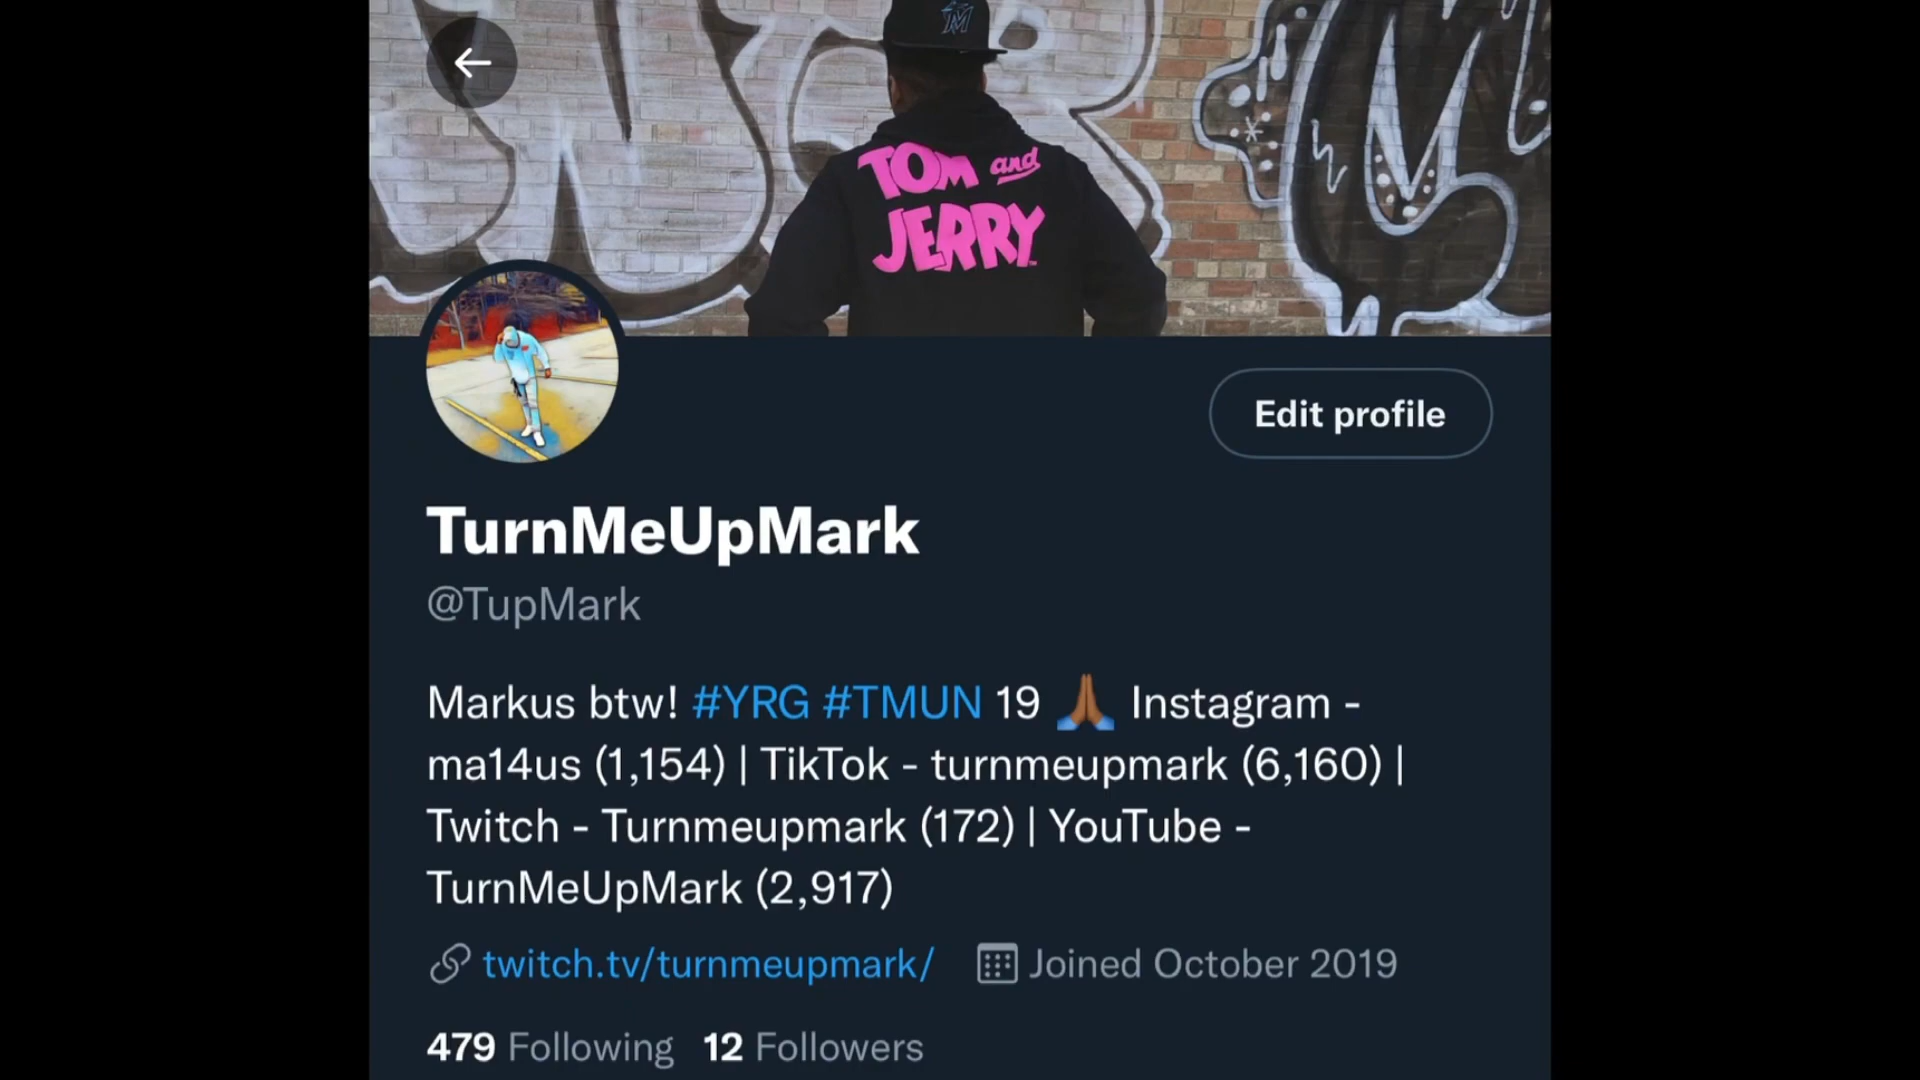 M
TOM and
JERRY
Edit profile
TurnMeUpMark
@TupMark
Markus btw! #YRG #TMUN 19 🙏🏾 Instagram -
ma14us (1,154) | TikTok - turnmeupmark (6,160) |
Twitch - Turnmeupmark (172) | YouTube -
TurnMeUpMark (2,917)
twitch.tv/turnmeupmark/ Joined October 2019
479 Following 12 Followers